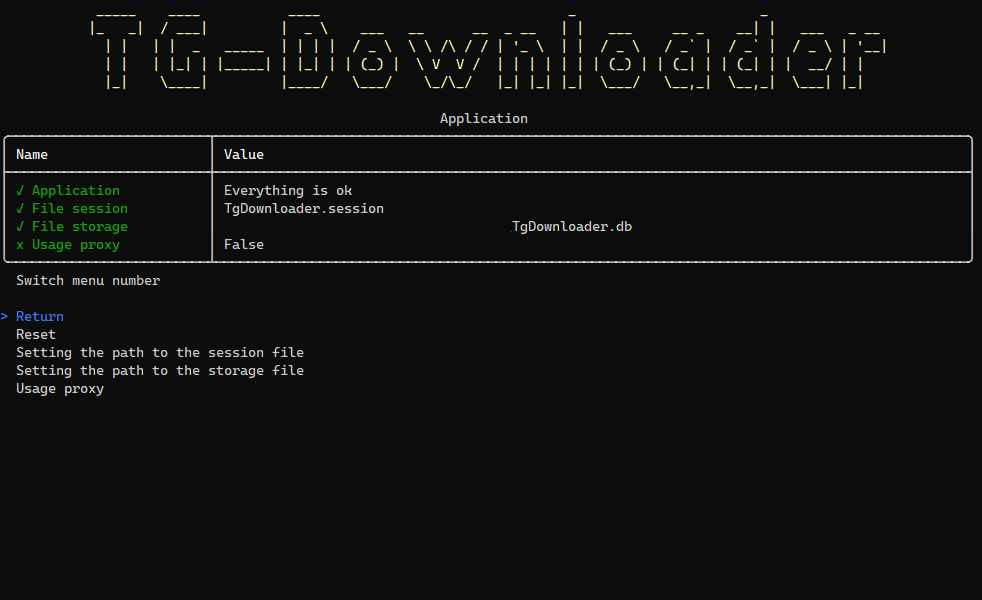 TG-Downloader
Application
Name Value
√ Application Everything is ok
√ File session TgDownloader.session
√ File storage TgDownloader.db
x Usage proxy False
Switch menu number
> Return
Reset
Setting the path to the session file
Setting the path to the storage file
Usage proxy